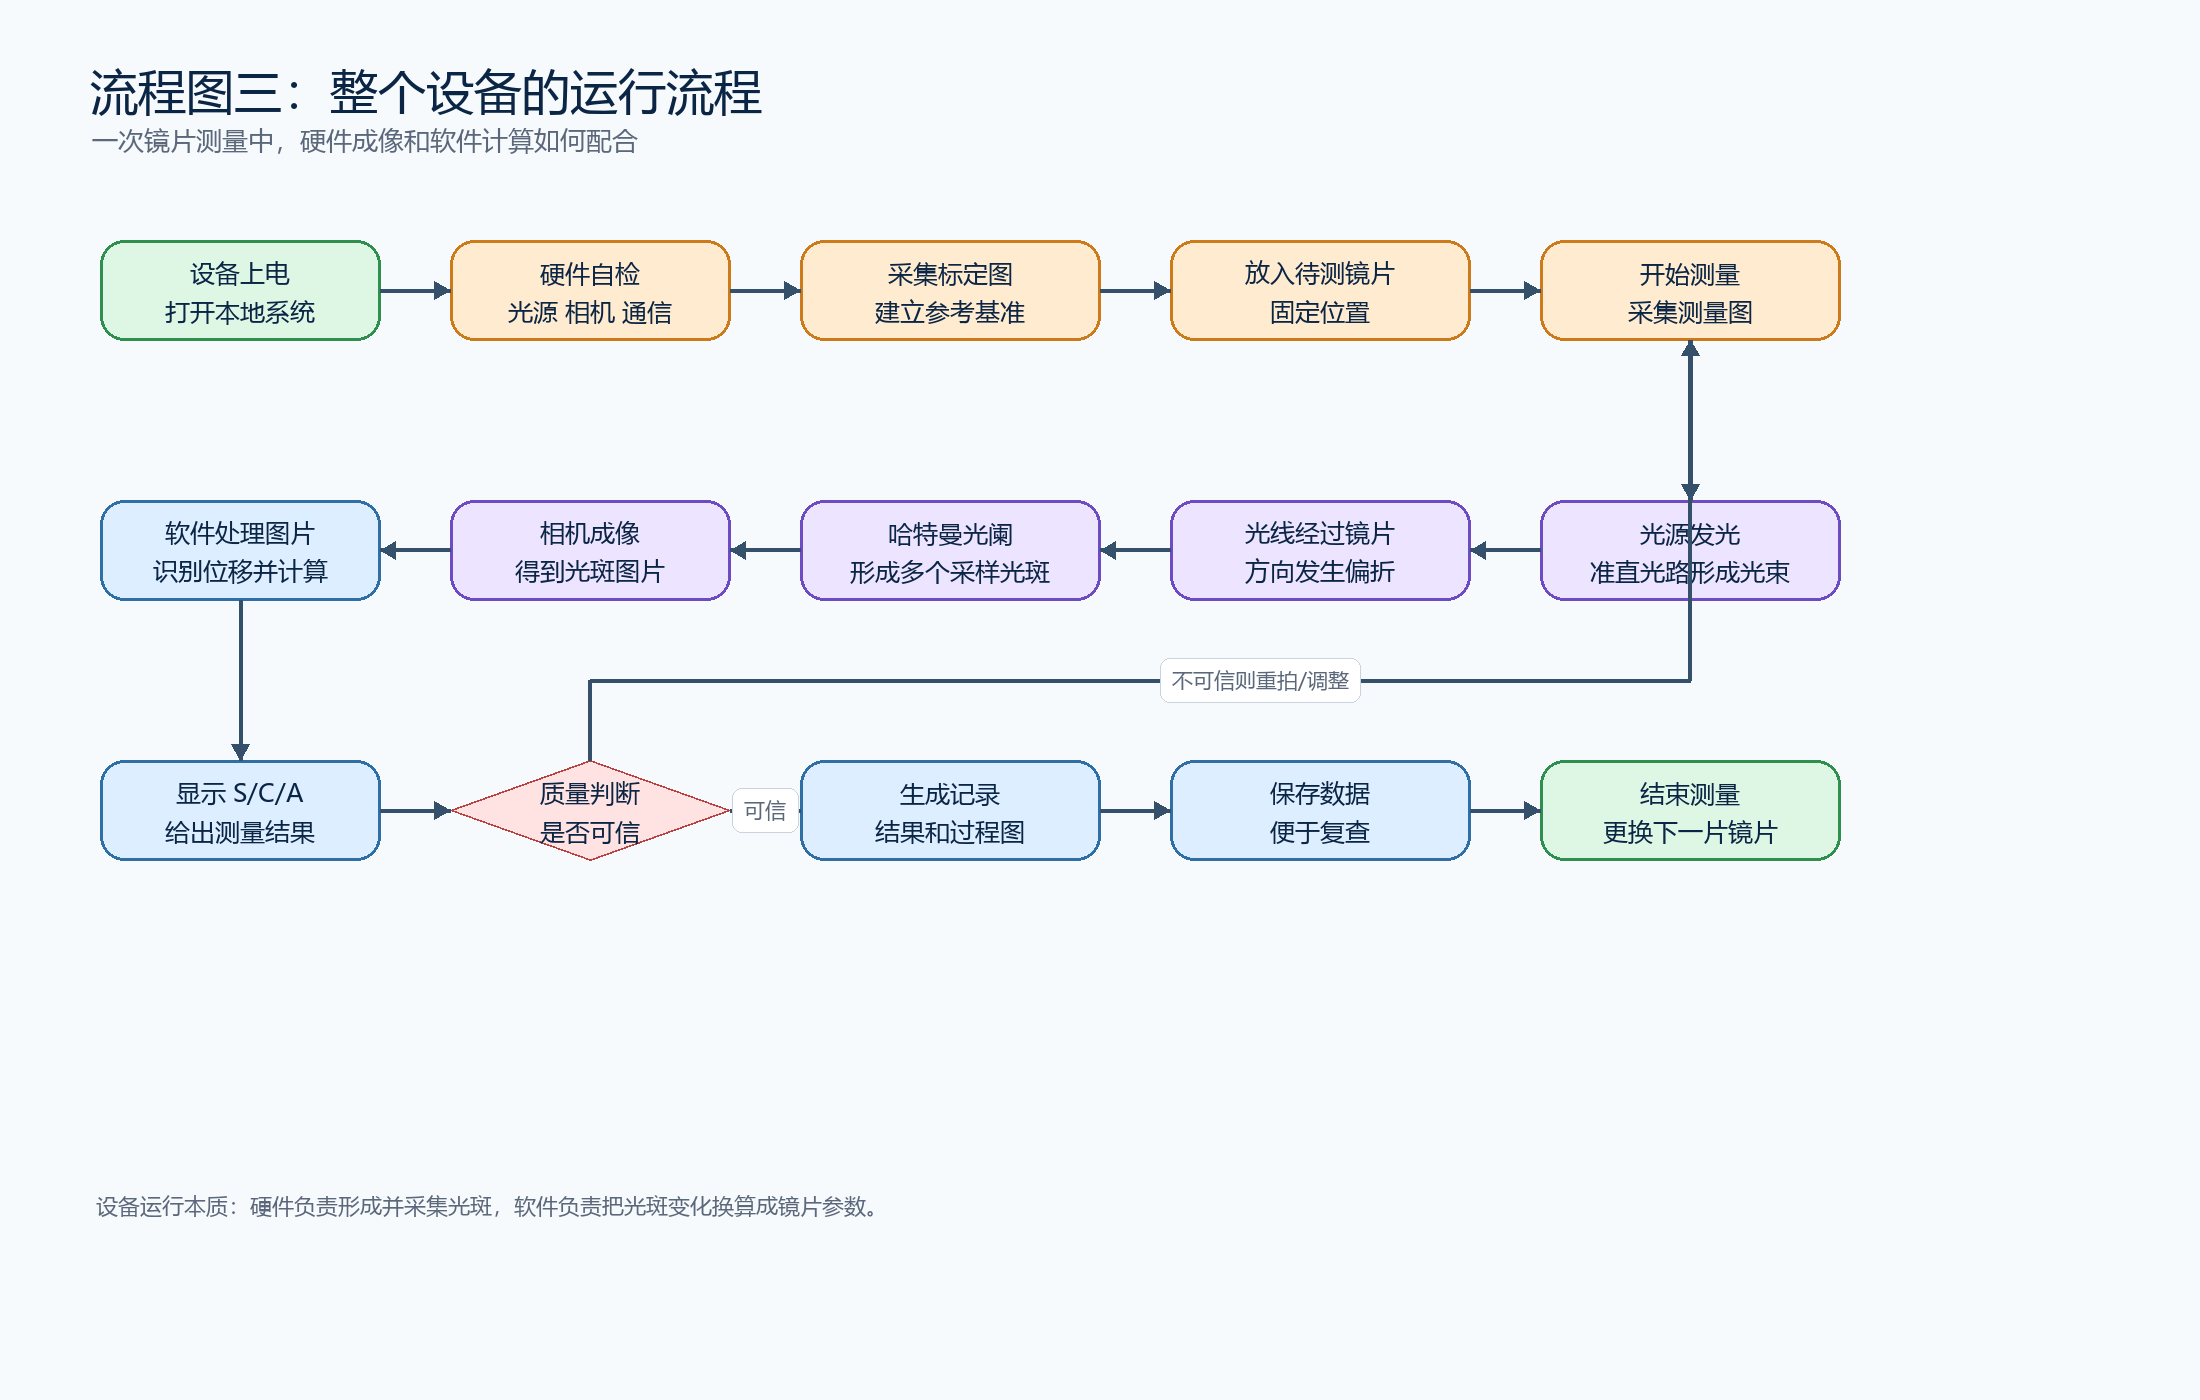 流程图三：整个设备的运行流程
一次镜片测量中，硬件成像和软件计算如何配合
设备上电
打开本地系统
硬件自检
光源 相机 通信
采集标定图
建立参考基准
放入待测镜片
固定位置
开始测量
采集测量图
软件处理图片
识别位移并计算
相机成像
得到光斑图片
哈特曼光阑
形成多个采样光斑
光线经过镜片
方向发生偏折
光源发光
准直光路形成光束
不可信则重拍/调整
显示 S/C/A
给出测量结果
质量判断
是否可信
可信
生成记录
结果和过程图
保存数据
便于复查
结束测量
更换下一片镜片
设备运行本质：硬件负责形成并采集光斑，软件负责把光斑变化换算成镜片参数。